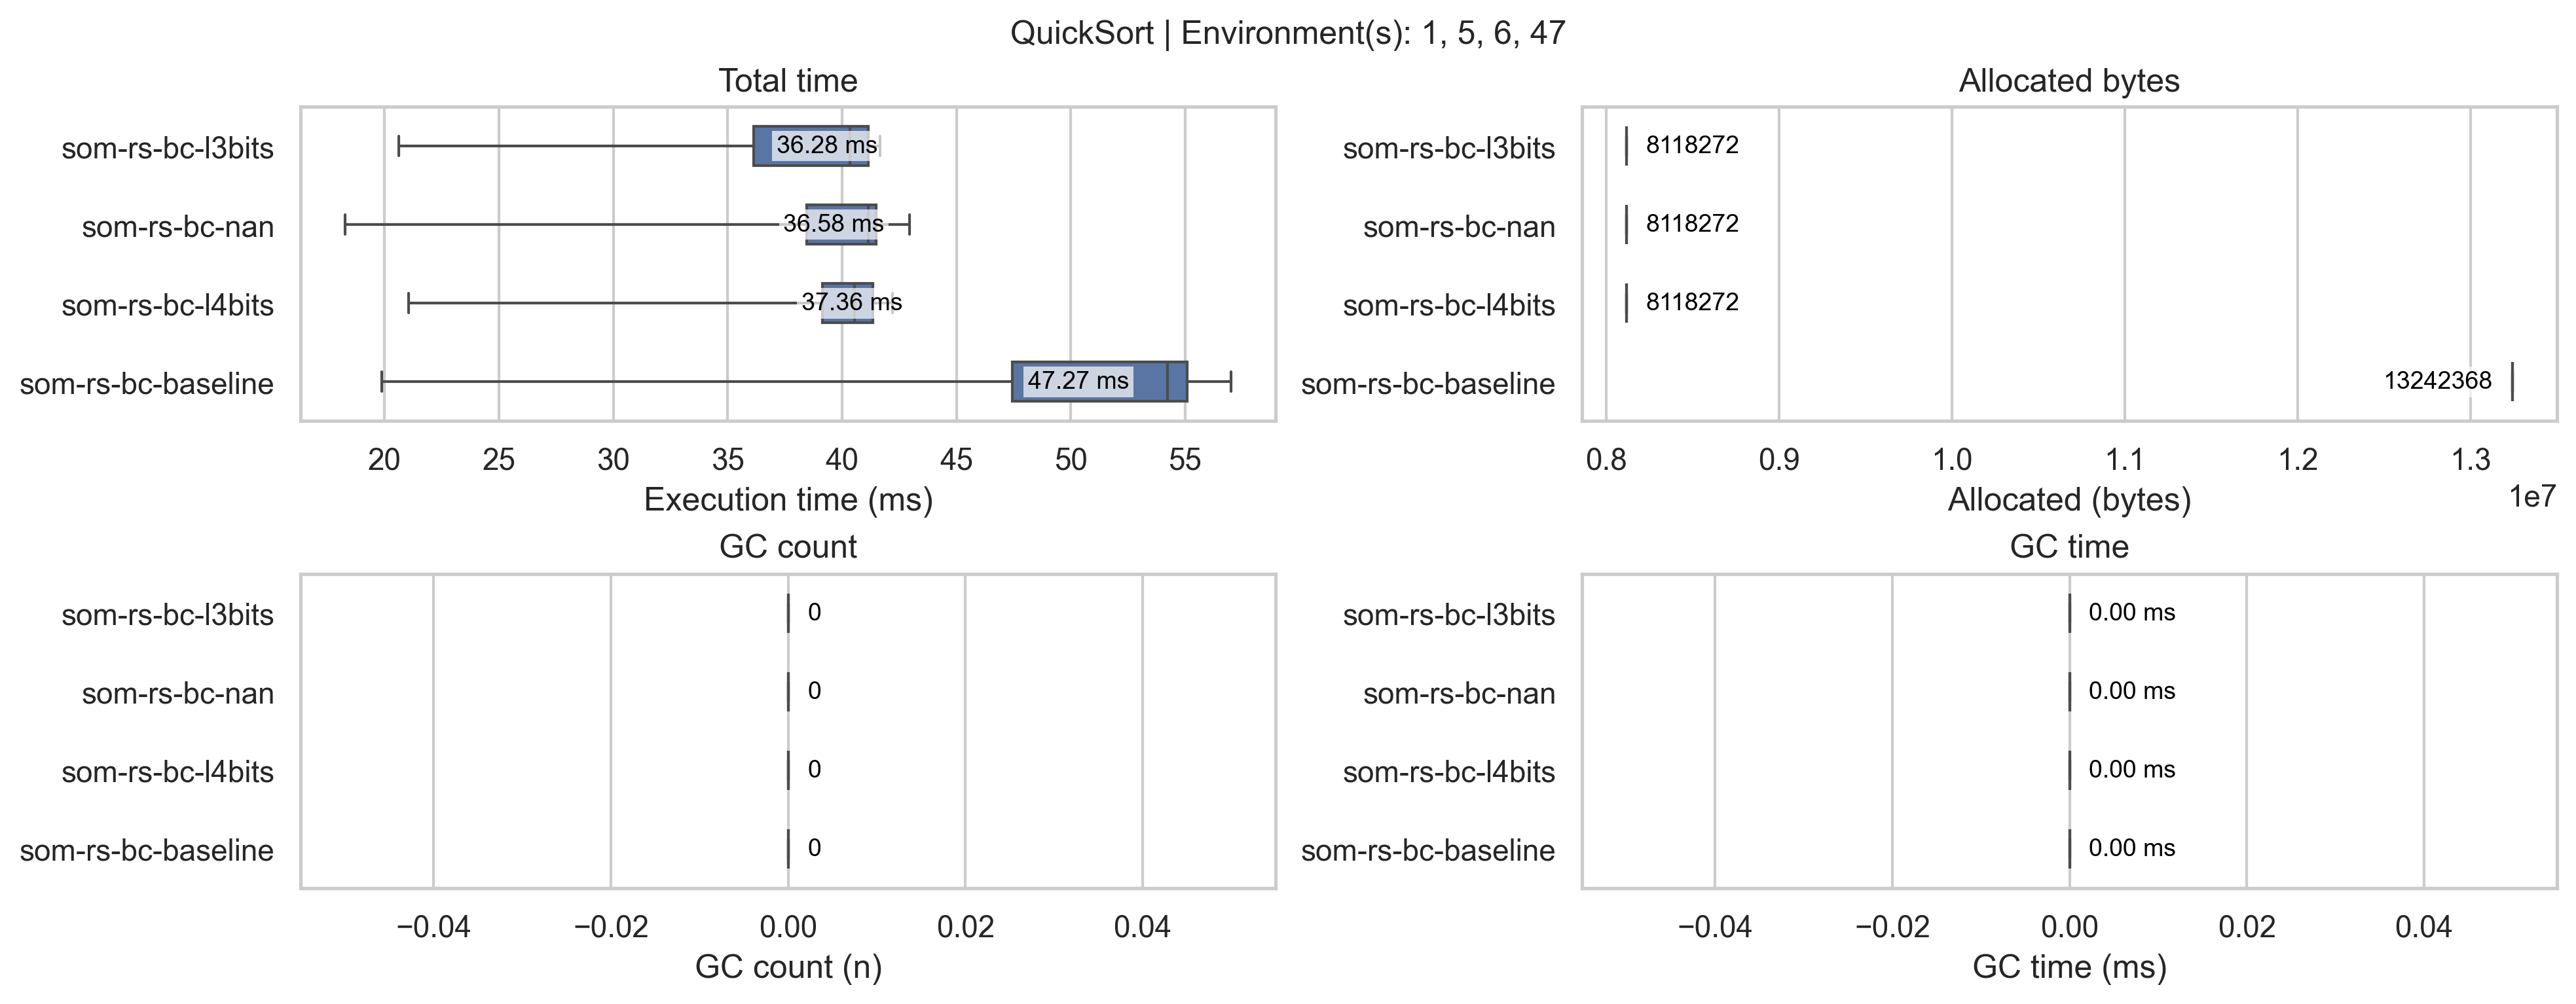 QuickSort | Environment(s): 1, 5, 6, 47
Total time
som-rs-bc-l3bits
36.28 ms
som-rs-bc-nan
36.58 ms
som-rs-bc-l4bits
37.36 ms
som-rs-bc-baseline
47.27 ms
20 25 30 35 40 45 50 55
Execution time (ms)
Allocated bytes
som-rs-bc-l3bits
8118272
som-rs-bc-nan
8118272
som-rs-bc-l4bits
8118272
som-rs-bc-baseline
13242368
0.8 0.9 1.0 1.1 1.2 1.3
1e7
Allocated (bytes)
GC count
som-rs-bc-l3bits
0
som-rs-bc-nan
0
som-rs-bc-l4bits
0
som-rs-bc-baseline
0
−0.04 −0.02 0.00 0.02 0.04
GC count (n)
GC time
som-rs-bc-l3bits
0.00 ms
som-rs-bc-nan
0.00 ms
som-rs-bc-l4bits
0.00 ms
som-rs-bc-baseline
0.00 ms
−0.04 −0.02 0.00 0.02 0.04
GC time (ms)